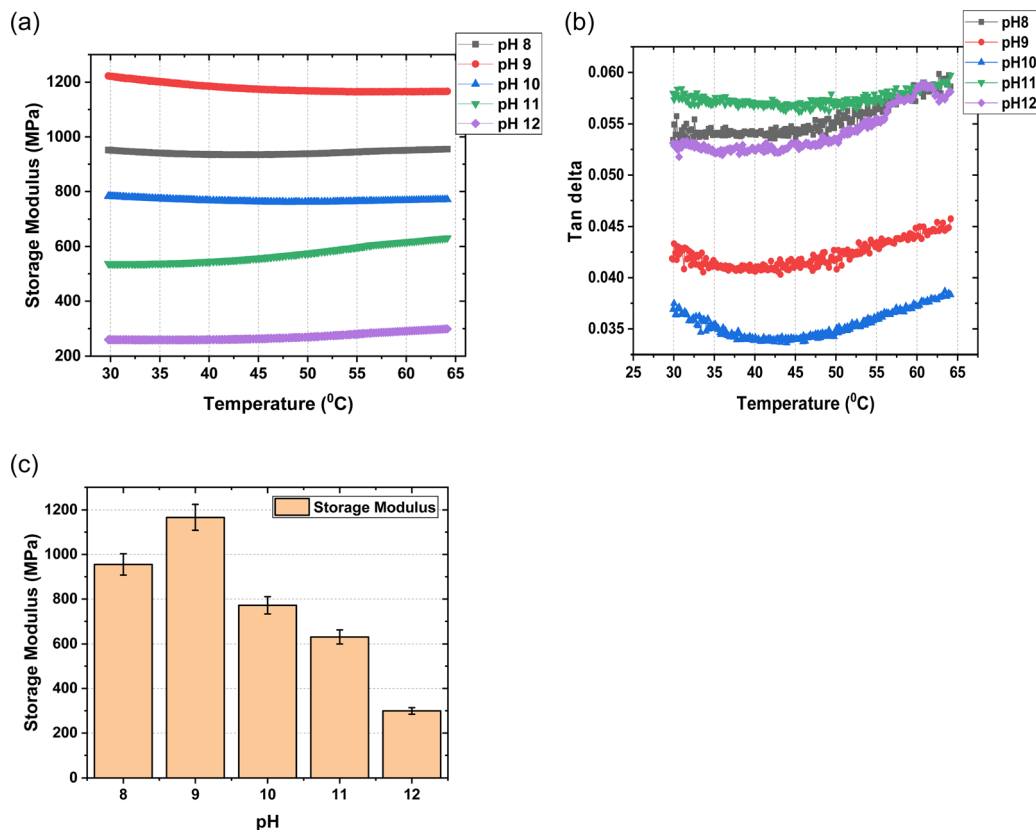 (a)
pH 8
pH 9
pH 10
pH 11
pH 12
1200
1000
800
600
400
200
Storage Modulus (MPa)
30 35 40 45 50 55 60 65
Temperature (⁰C)
(b)
pH8
pH9
pH10
pH11
pH12
0.060
0.055
0.050
0.045
0.040
0.035
Tan delta
25 30 35 40 45 50 55 60 65
Temperature (⁰C)
(c)
Storage Modulus
1200
1000
800
600
400
200
0
Storage Modulus (MPa)
8 9 10 11 12
pH